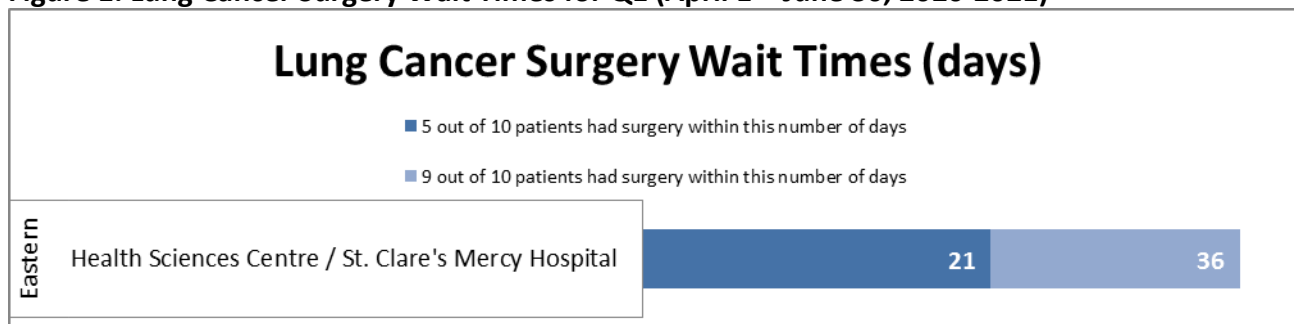 Lung Cancer Surgery Wait Times (days)
5 out of 10 patients had surgery within this number of days
9 out of 10 patients had surgery within this number of days
Eastern
Health Sciences Centre / St. Clare's Mercy Hospital
21
36